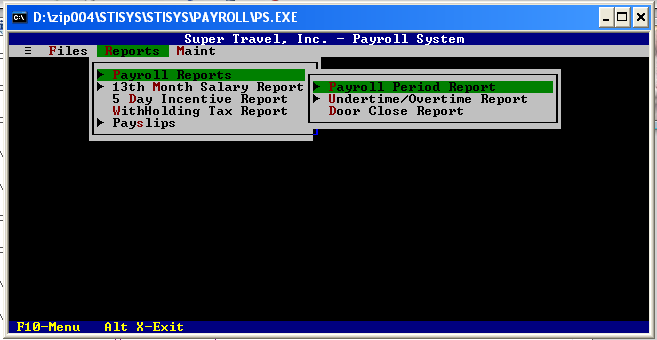 D:\zip004\STISYS\STISYS\PAYROLL\PS.EXE
Super Travel, Inc. - Payroll System
≡ Files Reports Maint
Payroll Reports
13th Month Salary Report
5 Day Incentive Report
WithHolding Tax Report
Payslips
Payroll Period Report
Undertime/Overtime Report
Door Close Report
F10-Menu Alt X-Exit